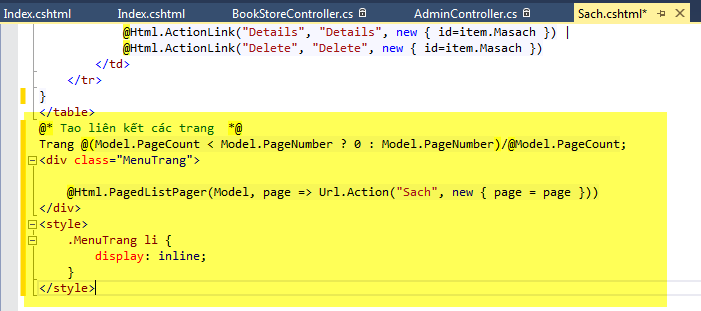 Index.cshtml Index.cshtml BookStoreController.cs AdminController.cs Sach.cshtml*
@Html.ActionLink("Details", "Details", new { id=item.Masach }) |
@Html.ActionLink("Delete", "Delete", new { id=item.Masach })
</td>
</tr>
}
</table>
@* Tao liên kết các trang *@
Trang @(Model.PageCount < Model.PageNumber ? 0 : Model.PageNumber)/@Model.PageCount;
<div class="MenuTrang">
@Html.PagedListPager(Model, page => Url.Action("Sach", new { page = page }))
</div>
<style>
.MenuTrang li {
display: inline;
}
</style>